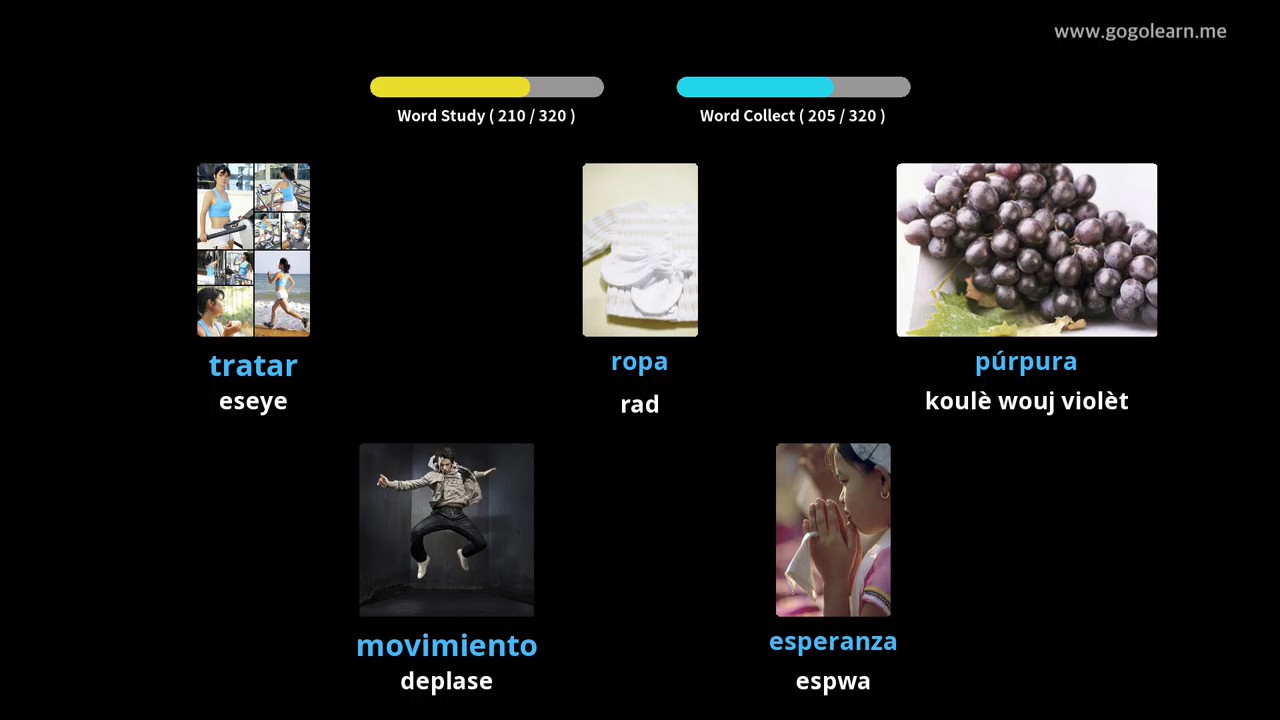 www.gogolearn.me
Word Study ( 210 / 320 )
Word Collect ( 205 / 320 )
tratar
eseye
ropa
rad
púrpura
koulè wouj violèt
movimiento
deplase
esperanza
espwa